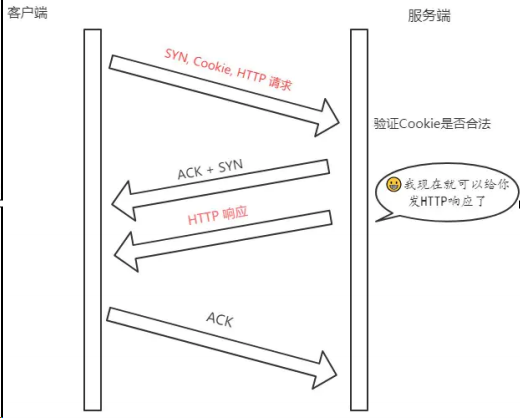 客户端
服务端
SYN, Cookie, HTTP 请求
验证Cookie是否合法
ACK + SYN
我现在就可以给你
发HTTP响应了
HTTP 响应
ACK